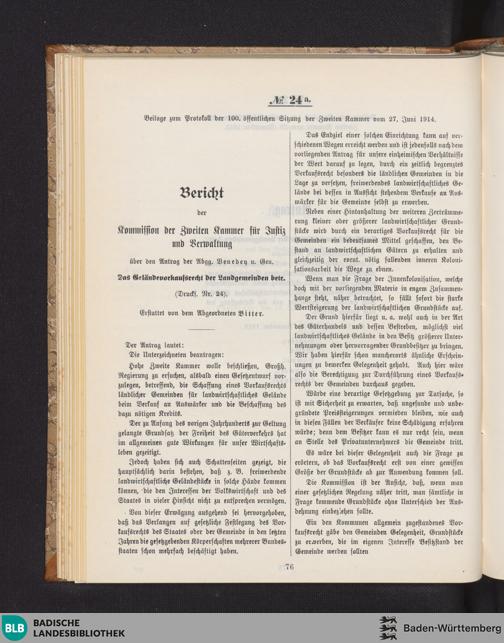 № 24a.
Beilage zum Protokoll der 100. öffentlichen Sitzung der Zweiten Kammer vom 27. Juni 1914.
Bericht
der
Kommission der Zweiten Kammer für Justiz
und Verwaltung
über den Antrag der Abgg. Venedey u. Gen.
Das Geländevorkaufsrecht der Landgemeinden betr.
(Drucks. Nr. 24),
Erstattet von dem Abgeordneten Bitter.
Der Antrag lautet:
Die Unterzeichneten beantragen:
Hohe Zweite Kammer wolle beschließen, Großh.
Regierung zu ersuchen, alsbald einen Gesetzentwurf vor-
zulegen, betreffend, die Schaffung eines Vorkaufsrechts
ländlicher Gemeinden für landwirtschaftliches Gelände
beim Verkauf an Auswärtker und die Beschaffung des
dazu nötigen Kredits.
Der zu Anfang des vorigen Jahrhunderts zur Geltung
gelangte Grundsatz der Freiheit des Güterverkehrs hat
im allgemeinen gute Wirkungen für unser Wirtschafts-
leben gezeitigt.
Jedoch haben sich auch Schattenseiten gezeigt, die
hauptsächlich darin bestehen, daß z. B. freiwerdende
landwirtschaftliche Geländestücke in solche Hände kommen
können, die den Interessen der Volkswirtschaft und des
Staates in vieler Hinsicht nicht zu entsprechen vermögen.
Von dieser Erwägung ausgehend sei hervorgehoben,
daß das Verlangen auf gesetzliche Festlegung des Vor-
kaufsrechts des Staates oder der Gemeinde in den letzten
Jahren die gesetzgebenden Körperschaften mehrerer Bundes-
staaten schon mehrfach beschäftigt haben.
Das Endziel einer solchen Einrichtung kann auf ver-
schiedenen Wegen erreicht werden und ist jedenfalls nach dem
vorliegenden Antrag für unsere einheimischen Verhältnisse
der Wert darauf zu legen, durch ein zeitlich begrenztes
Vorkaufsrecht besonders die ländlichen Gemeinden in die
Lage zu versetzen, freiwerdendes landwirtschaftliches Ge-
lände bei dessen in Aussicht stehendem Verkaufe an Aus-
wärker für die Gemeinde selbst zu erwerben.
Neben einer Hintanhaltung der weiteren Zertrümme-
rung kleiner oder größerer landwirtschaftlicher Grund-
stücke wird durch ein derartiges Vorkaufsrecht für die
Gemeinden ein bedeutsames Mittel geschaffen, den Be-
stand an landwirtschaftlichen Gütern zu erhalten und
gleichzeitig der evtl. nötig fallenden inneren Koloni-
sationsarbeit die Wege zu ebnen.
Wenn man die Frage der Innenkolonisation, welche
doch mit der vorliegenden Materie in engem Zusammen-
hange steht, näher betrachtet, so fällt sofort die starke
Wertsteigerung der landwirtschaftlichen Grundstücke auf.
Der Grund hierfür liegt u. a. wohl auch in der Art
des Güterhandels und dessen Bestreben, möglichst viel
landwirtschaftliches Gelände in den Besitz größerer Unter-
nehmungen oder hervorragender Grundbesitzer zu bringen.
Wir haben hierfür schon mancherorts ähnliche Erschein-
ungen zu bemerken Gelegenheit gehabt. Auch hier wäre
also die Berechtigung zur Durchführung eines Vorkaufs-
rechts der Gemeinden durchaus gegeben.
Würde eine derartige Gesetzgebung zur Tatsache, so
ist mit Sicherheit zu erwarten, daß ungesunde und unbe-
gründete Preissteigerungen vermieden bleiben, wie auch
in diesen Fällen der Verkäufer keine Schädigung erfahren
würde; denn dem Besitzer kann es nur recht sein, wenn
an Stelle des Privatunternehmers die Gemeinde tritt.
Es wäre bei dieser Gelegenheit auch die Frage zu
erörtern, ob das Vorkaufsrecht erst von einer gewissen
Größe der Grundstücke ab zur Anwendung kommen soll.
Die Kommission ist der Ansicht, daß, wenn man
einer gesetzlichen Regelung näher tritt, man sämtliche in
Frage kommende Grundstücke ohne Unterschied der Aus-
dehnung einbeziehen sollte.
Ein den Kommunen allgemein zugestandenes Vor-
kaufsrecht gäbe den Gemeinden Gelegenheit, Grundstücke
zu erwerben, die im eigenen Interesse Besitzstand der
Gemeinde werden sollten
76
BLB
BADISCHE
LANDESBIBLIOTHEK
Baden-Württemberg